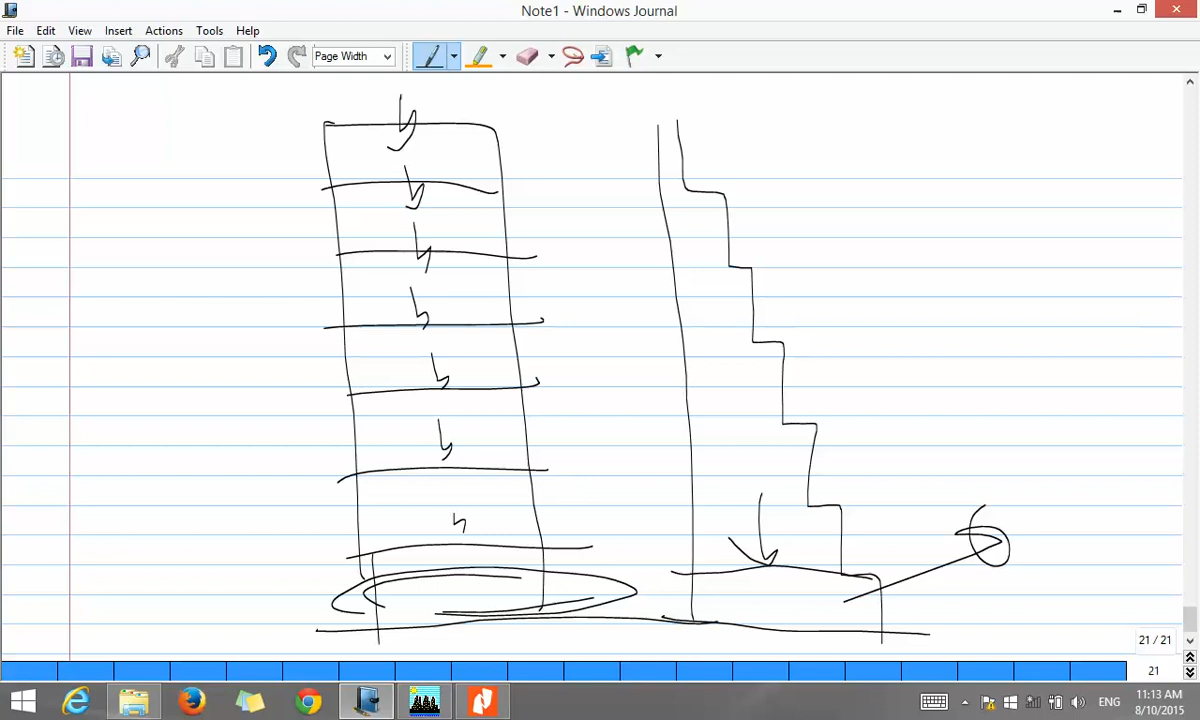 Note1 - Windows Journal
File Edit View Insert Actions Tools Help
Page Width
21 / 21
21
ENG
11:13 AM
8/10/2015